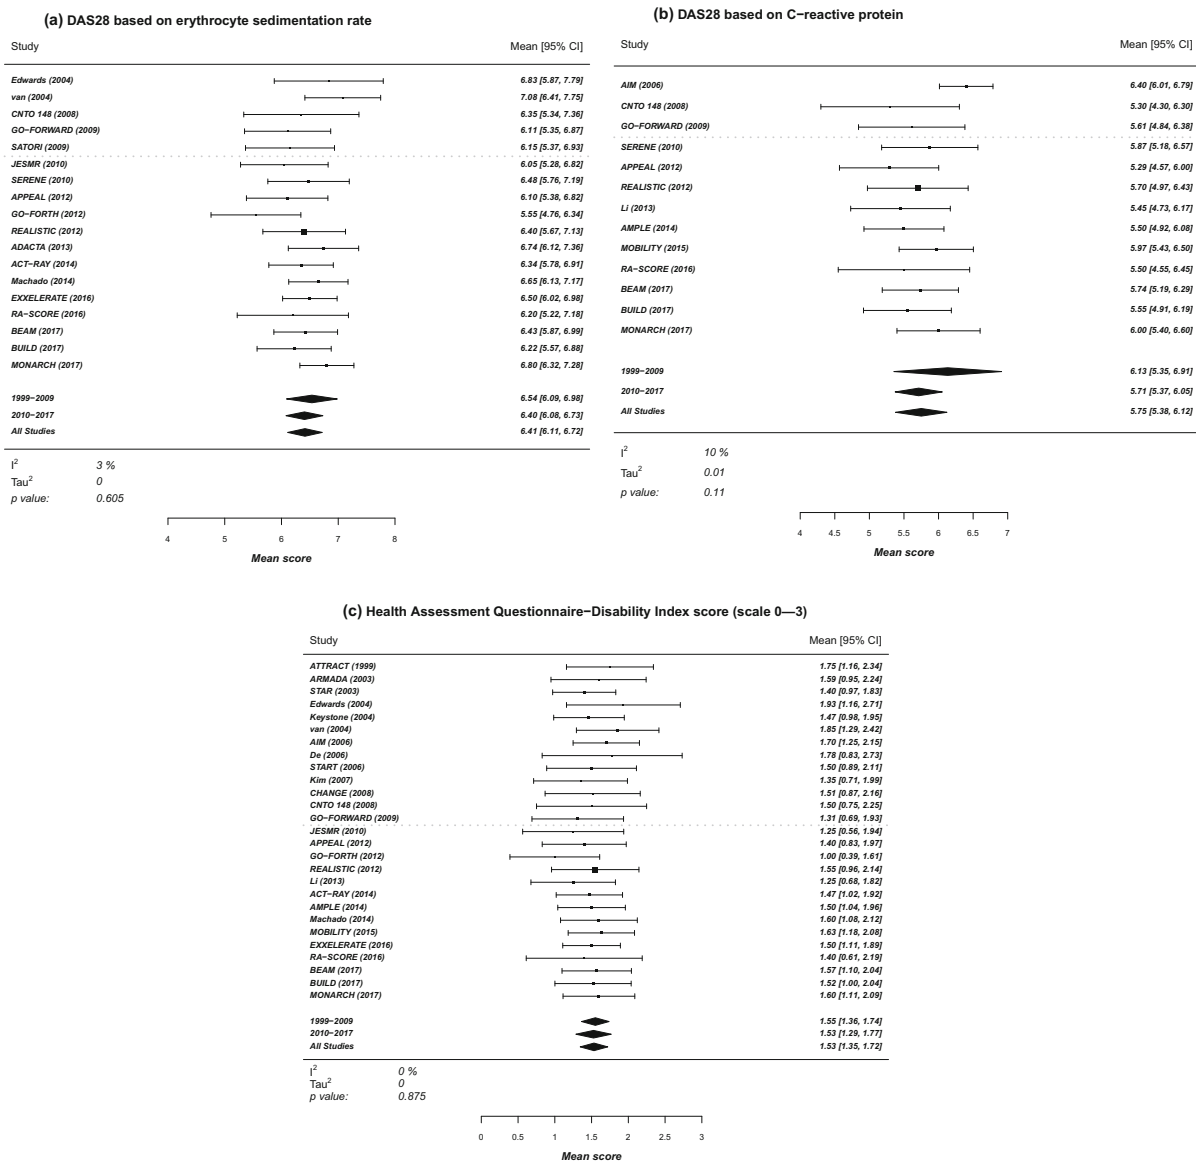 (a) DAS28 based on erythrocyte sedimentation rate
Study Mean [95% CI]
Edwards (2004) 6.83 [5.87, 7.79]
van (2004) 7.08 [6.41, 7.75]
CNTO 148 (2008) 6.35 [5.34, 7.36]
GO−FORWARD (2009) 6.11 [5.35, 6.87]
SATORI (2009) 6.15 [5.37, 6.93]
JESMR (2010) 6.05 [5.28, 6.82]
SERENE (2010) 6.48 [5.76, 7.19]
APPEAL (2012) 6.10 [5.38, 6.82]
GO−FORTH (2012) 5.55 [4.76, 6.34]
REALISTIC (2012) 6.40 [5.67, 7.13]
ADACTA (2013) 6.74 [6.12, 7.36]
ACT−RAY (2014) 6.34 [5.78, 6.91]
Machado (2014) 6.65 [6.13, 7.17]
EXXELERATE (2016) 6.50 [6.02, 6.98]
RA−SCORE (2016) 6.20 [5.22, 7.18]
BEAM (2017) 6.43 [5.87, 6.99]
BUILD (2017) 6.22 [5.57, 6.88]
MONARCH (2017) 6.80 [6.32, 7.28]
1999−2009 6.54 [6.09, 6.98]
2010−2017 6.40 [6.08, 6.73]
All Studies 6.41 [6.11, 6.72]
I2 3 %
Tau2 0
p value: 0.605
4 5 6 7 8
Mean score
(b) DAS28 based on C−reactive protein
Study Mean [95% CI]
AIM (2006) 6.40 [6.01, 6.79]
CNTO 148 (2008) 5.30 [4.30, 6.30]
GO−FORWARD (2009) 5.61 [4.84, 6.38]
SERENE (2010) 5.87 [5.18, 6.57]
APPEAL (2012) 5.29 [4.57, 6.00]
REALISTIC (2012) 5.70 [4.97, 6.43]
Li (2013) 5.45 [4.73, 6.17]
AMPLE (2014) 5.50 [4.92, 6.08]
MOBILITY (2015) 5.97 [5.43, 6.50]
RA−SCORE (2016) 5.50 [4.55, 6.45]
BEAM (2017) 5.74 [5.19, 6.29]
BUILD (2017) 5.55 [4.91, 6.19]
MONARCH (2017) 6.00 [5.40, 6.60]
1999−2009 6.13 [5.35, 6.91]
2010−2017 5.71 [5.37, 6.05]
All Studies 5.75 [5.38, 6.12]
I2 10 %
Tau2 0.01
p value: 0.11
4 4.5 5 5.5 6 6.5 7
Mean score
(c) Health Assessment Questionnaire−Disability Index score (scale 0—3)
Study Mean [95% CI]
ATTRACT (1999) 1.75 [1.16, 2.34]
ARMADA (2003) 1.59 [0.95, 2.24]
STAR (2003) 1.40 [0.97, 1.83]
Edwards (2004) 1.93 [1.16, 2.71]
Keystone (2004) 1.47 [0.98, 1.95]
van (2004) 1.85 [1.29, 2.42]
AIM (2006) 1.70 [1.25, 2.15]
De (2006) 1.78 [0.83, 2.73]
START (2006) 1.50 [0.89, 2.11]
Kim (2007) 1.35 [0.71, 1.99]
CHANGE (2008) 1.51 [0.87, 2.16]
CNTO 148 (2008) 1.50 [0.75, 2.25]
GO−FORWARD (2009) 1.31 [0.69, 1.93]
JESMR (2010) 1.25 [0.56, 1.94]
APPEAL (2012) 1.40 [0.83, 1.97]
GO−FORTH (2012) 1.00 [0.39, 1.61]
REALISTIC (2012) 1.55 [0.96, 2.14]
Li (2013) 1.25 [0.68, 1.82]
ACT−RAY (2014) 1.47 [1.02, 1.92]
AMPLE (2014) 1.50 [1.04, 1.96]
Machado (2014) 1.60 [1.08, 2.12]
MOBILITY (2015) 1.63 [1.18, 2.08]
EXXELERATE (2016) 1.50 [1.11, 1.89]
RA−SCORE (2016) 1.40 [0.61, 2.19]
BEAM (2017) 1.57 [1.10, 2.04]
BUILD (2017) 1.52 [1.00, 2.04]
MONARCH (2017) 1.60 [1.11, 2.09]
1999−2009 1.55 [1.36, 1.74]
2010−2017 1.53 [1.29, 1.77]
All Studies 1.53 [1.35, 1.72]
I2 0 %
Tau2 0
p value: 0.875
0 0.5 1 1.5 2 2.5 3
Mean score